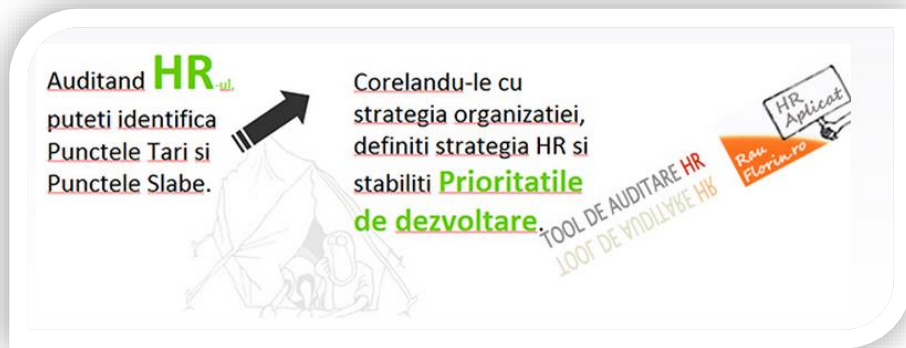 Auditand HR-ul,
puteti identifica
Punctele Tari si
Punctele Slabe.
Corelandu-le cu
strategia organizatiei,
definiti strategia HR si
stabiliti Prioritatile
de dezvoltare.
TOOL DE AUDITARE HR
TOOL DE AUDITARE HR
HR
Aplicat
Rau
Florin.ro